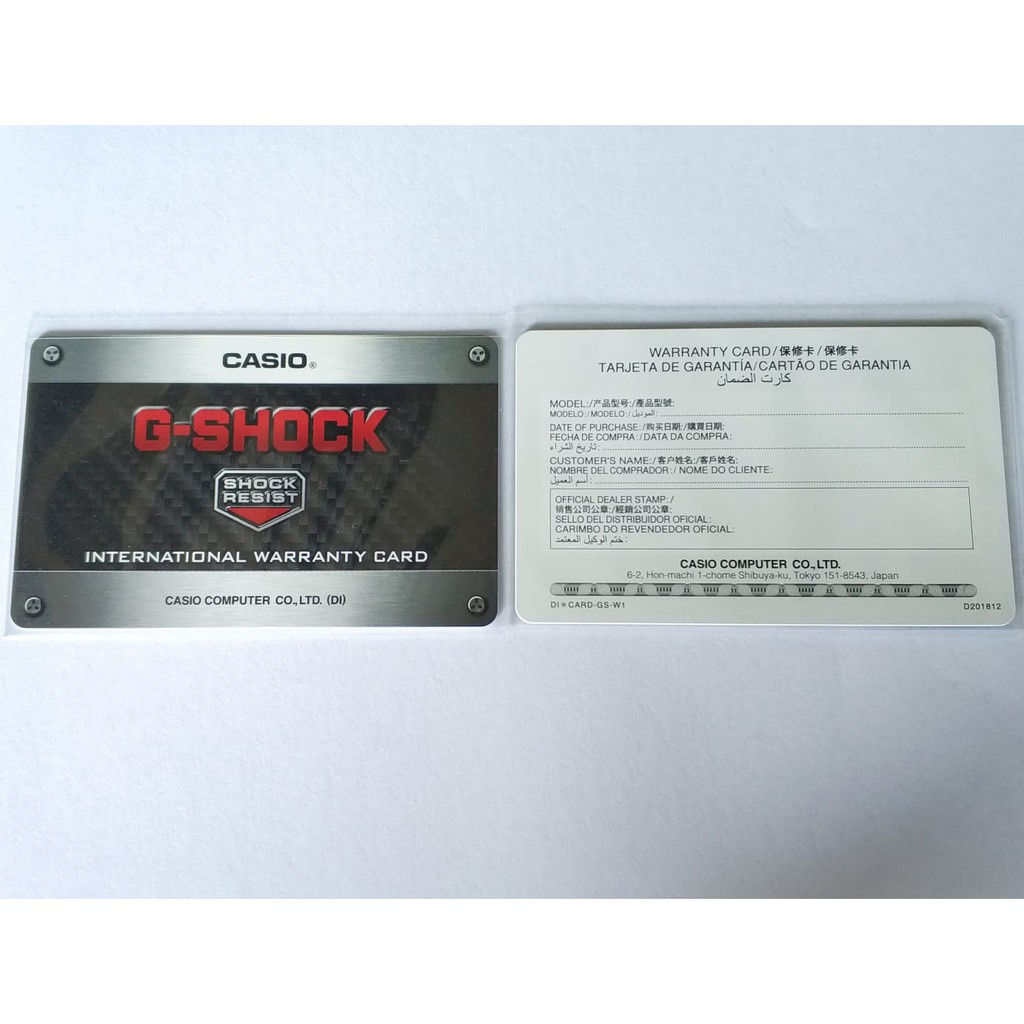 CASIO®
G-SHOCK
SHOCK
RESIST
INTERNATIONAL WARRANTY CARD
CASIO COMPUTER CO.,LTD. (DI)
WARRANTY CARD/保修卡/保修卡
TARJETA DE GARANTÍA/CARTÃO DE GARANTIA
كارت الضمان
MODEL:/产品型号:/產品型號:
MODELO:/MODELO:/الموديل:
DATE OF PURCHASE:/购买日期:/購買日期:
FECHA DE COMPRA:/DATA DA COMPRA:
تاريخ الشراء:
CUSTOMER'S NAME:/客户姓名:/客戶姓名:
NOMBRE DEL COMPRADOR:/ NOME DO CLIENTE:
أسم العميل:
OFFICIAL DEALER STAMP:/
销售公司公章:/經銷公司公章:
SELLO DEL DISTRIBUIDOR OFICIAL:
CARIMBO DO REVENDEDOR OFICIAL:
ختم الوكيل المعتمد:
CASIO COMPUTER CO.,LTD.
6-2, Hon-machi 1-chome Shibuya-ku, Tokyo 151-8543, Japan
DI＊CARD-GS-W1
D201812